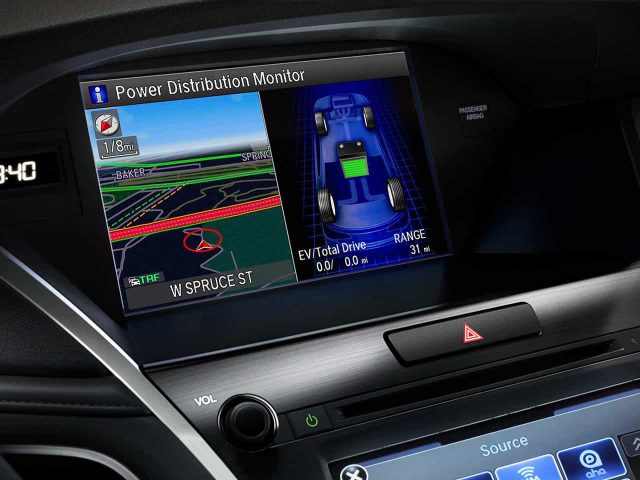 Power Distribution Monitor
1/8mi
SPRING
BAKER
PASSENGER
AIRBAG
:40
EV/Total Drive
RANGE
0.0/ 0.0 mi
31 mi
TRF
W SPRUCE ST
VOL
Source
aha